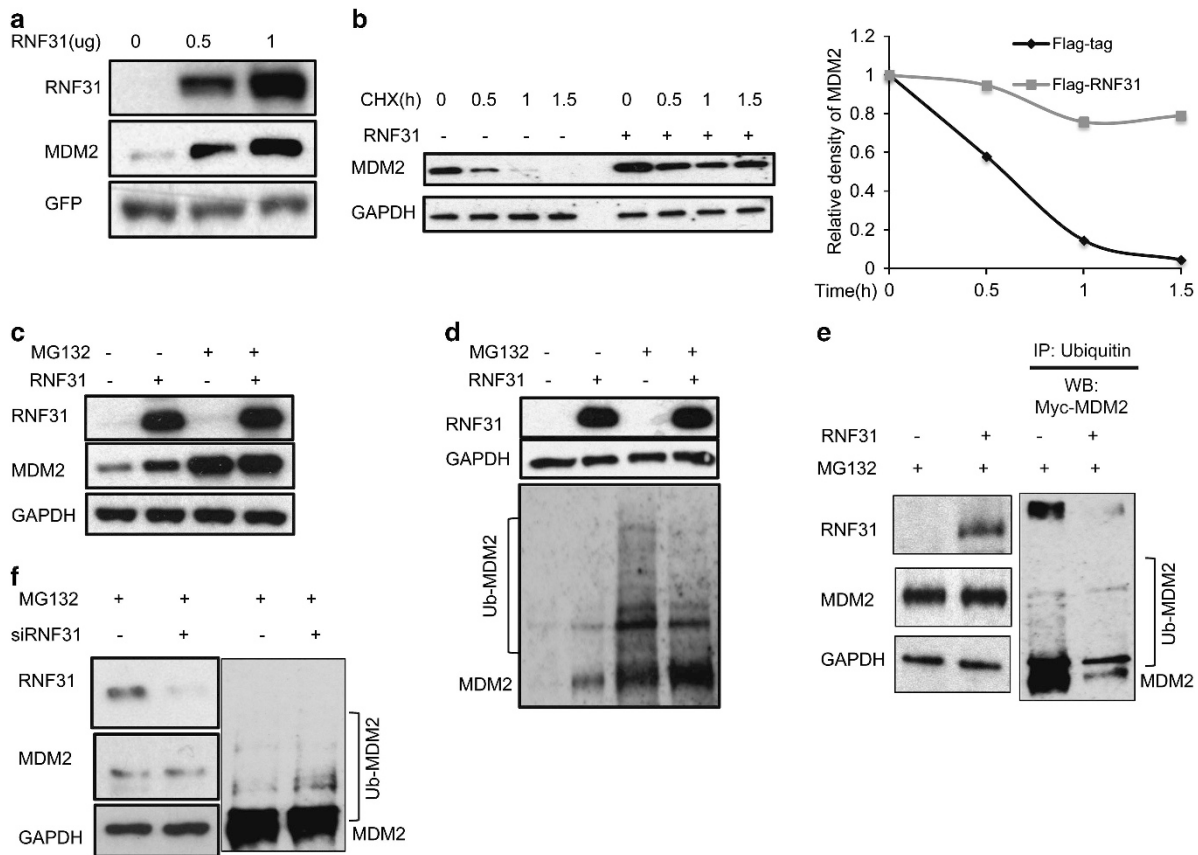 a
RNF31(ug) 0 0.5 1
RNF31
MDM2
GFP
b
CHX(h) 0 0.5 1 1.5 0 0.5 1 1.5
RNF31 - - - - + + + +
MDM2
GAPDH
Relative density of MDM2
1.2
1
0.8
0.6
0.4
0.2
0
Time(h) 0 0.5 1 1.5
Flag-tag
Flag-RNF31
c
MG132 - - + +
RNF31 - + - +
RNF31
MDM2
GAPDH
d
MG132 - - + +
RNF31 - + - +
RNF31
GAPDH
Ub-MDM2
MDM2
e
IP: Ubiquitin
WB:
Myc-MDM2
RNF31 - + - +
MG132 + + + +
RNF31
MDM2
GAPDH
Ub-MDM2
MDM2
f
MG132 + + + +
siRNF31 - + - +
RNF31
MDM2
GAPDH
Ub-MDM2
MDM2